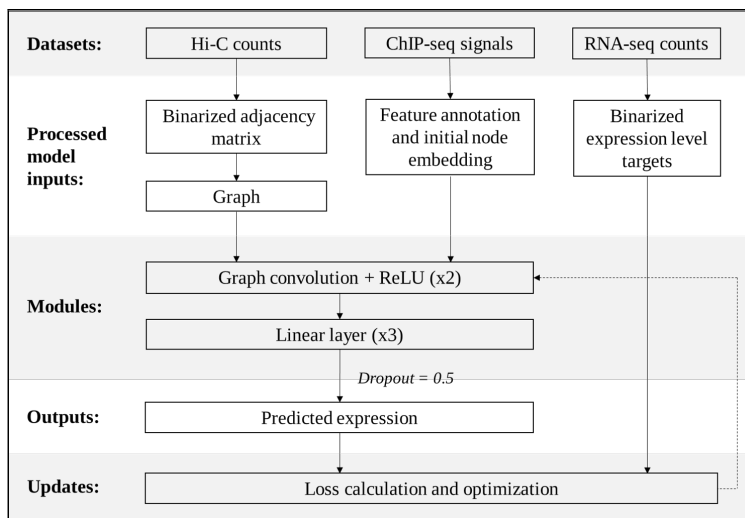 Datasets:
Hi-C counts
ChIP-seq signals
RNA-seq counts
Processed
model
inputs:
Binarized adjacency
matrix
Feature annotation
and initial node
embedding
Binarized
expression level
targets
Graph
Modules:
Graph convolution + ReLU (x2)
Linear layer (x3)
Dropout = 0.5
Outputs:
Predicted expression
Updates:
Loss calculation and optimization